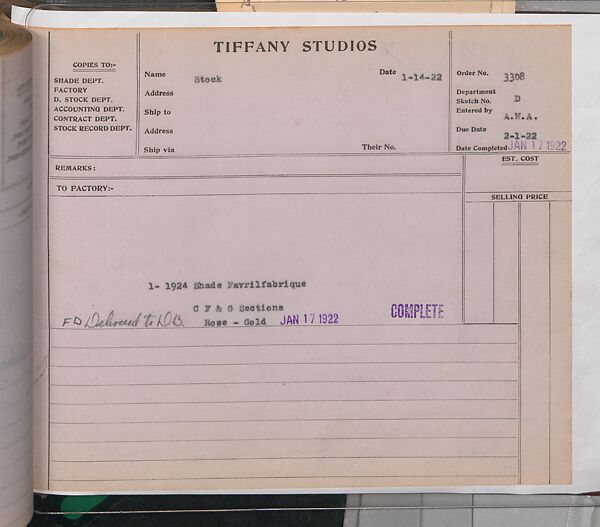 TIFFANY STUDIOS
COPIES TO:-
SHADE DEPT.
FACTORY
D. STOCK DEPT.
ACCOUNTING DEPT.
CONTRACT DEPT.
STOCK RECORD DEPT.
Name Stock Date 1-14-22
Address
Ship to
Address
Ship via Their No.
Order No. 3308
Department
Sketch No. D
Entered by A.M.A.
Due Date 2-1-22
Date Completed JAN 17 1922
REMARKS:
EST. COST
TO FACTORY:-
SELLING PRICE
1- 1924 Shade Favrilfabrique
C F & G Sections COMPLETE
FD Delivered to Rose - Gold JAN 17 1922